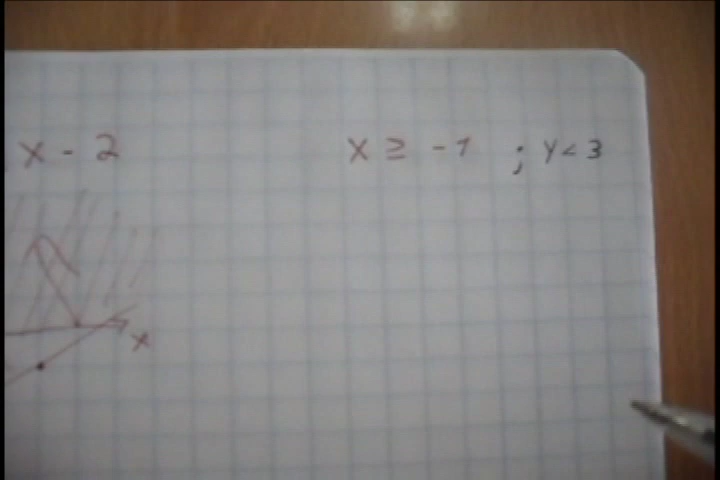 x - 2 x ≥ -1 ; y < 3
x